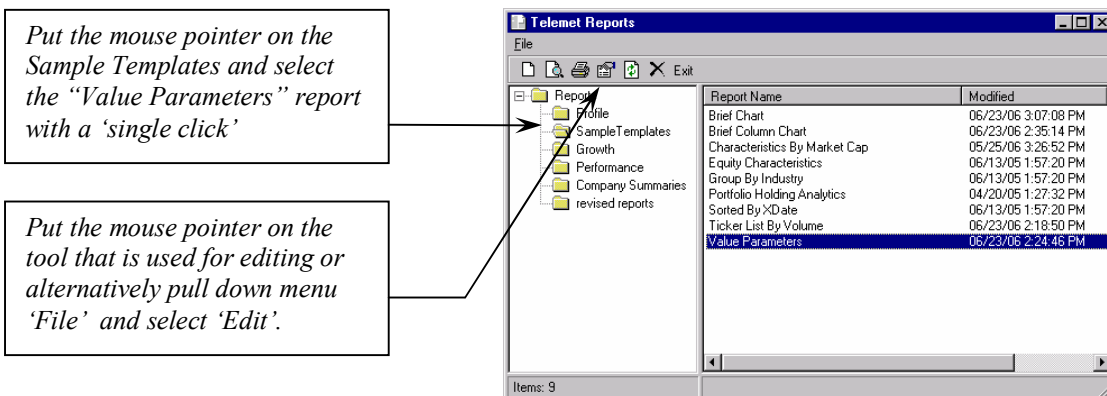 Put the mouse pointer on the
Sample Templates and select
the “Value Parameters” report
with a ‘single click’
Put the mouse pointer on the
tool that is used for editing or
alternatively pull down menu
‘File’  and select ‘Edit’.
Telemet Reports
File
Exit
Report
Profile
SampleTemplates
Growth
Performance
Company Summaries
revised reports
Report Name Modified
Brief Chart 06/23/06 3:07:08 PM
Brief Column Chart 06/23/06 2:35:14 PM
Characteristics By Market Cap 05/25/06 3:26:52 PM
Equity Characteristics 06/13/05 1:57:20 PM
Group By Industry 06/13/05 1:57:20 PM
Portfolio Holding Analytics 04/20/05 1:27:32 PM
Sorted By XDate 06/13/05 1:57:20 PM
Ticker List By Volume 06/23/06 2:18:50 PM
Value Parameters 06/23/06 2:24:46 PM
Items: 9